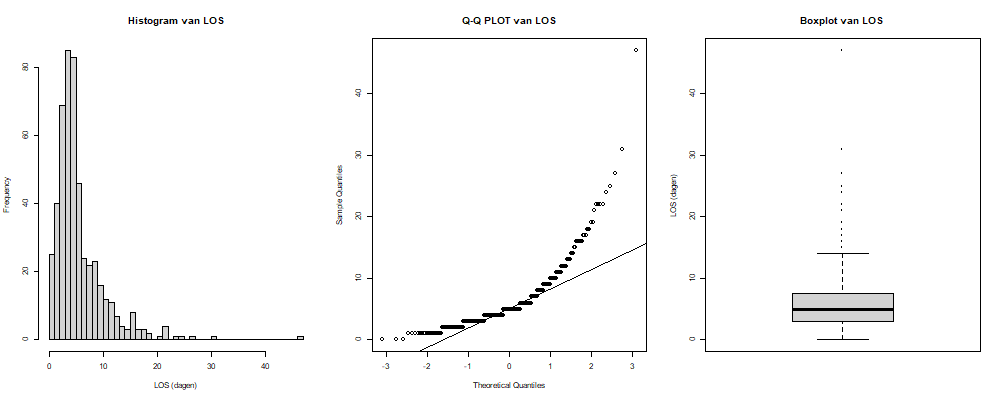 Histogram van LOS
Frequency
80
60
40
20
0
0 10 20 30 40
LOS (dagen)
Q-Q PLOT van LOS
Sample Quantiles
40
30
20
10
0
-3 -2 -1 0 1 2 3
Theoretical Quantiles
Boxplot van LOS
LOS (dagen)
40
30
20
10
0